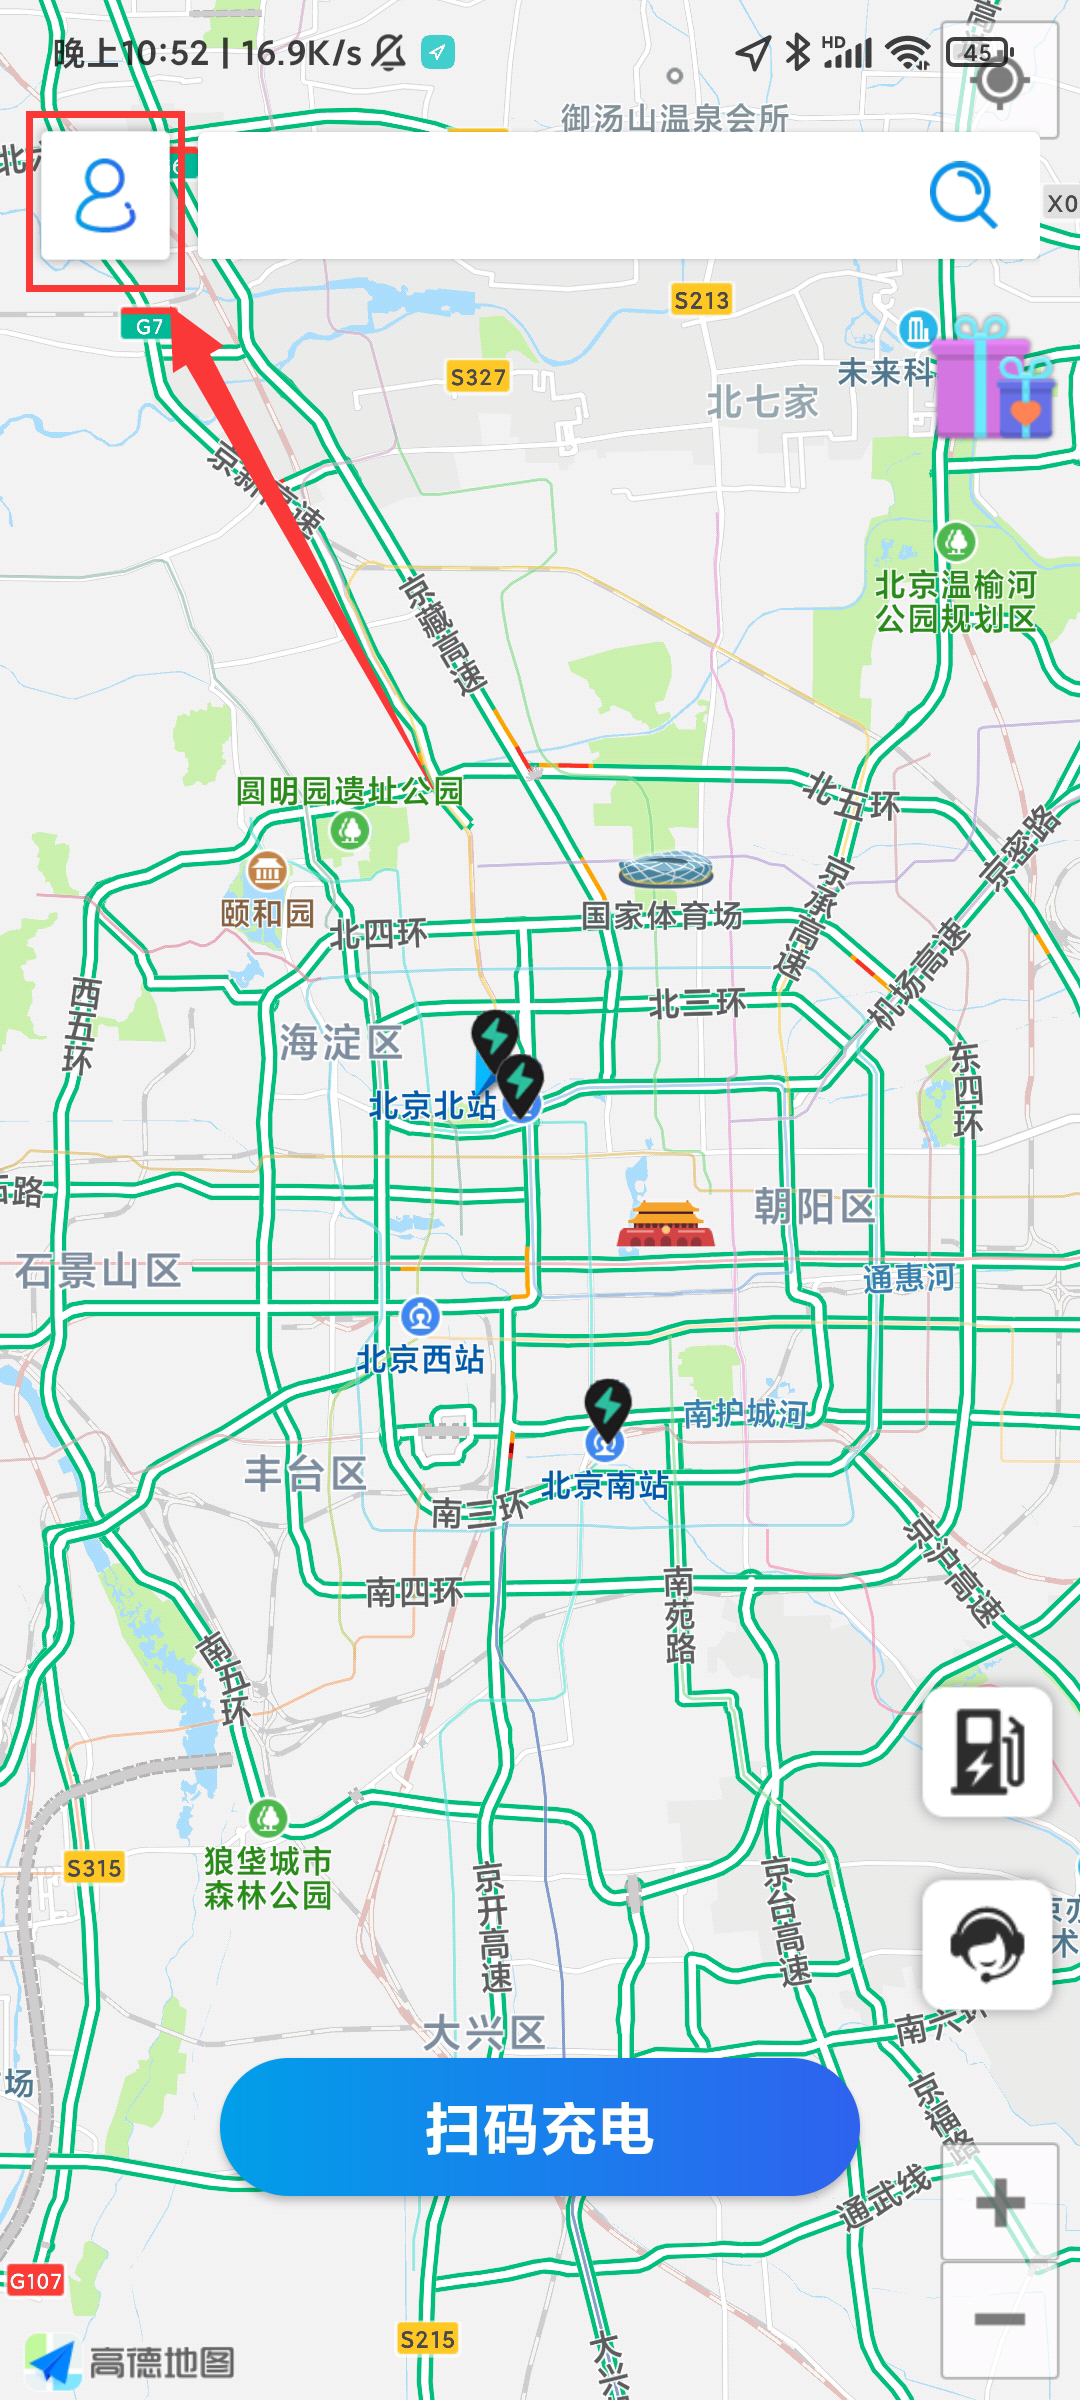 晚上10:52 | 16.9K/s
HD
45
御汤山温泉会所
X0
G7
S213
S327
未来科
北七家
京新高速
京藏高速
北京温榆河
公园规划区
圆明园遗址公园
北五环
京密路
颐和园
北四环
国家体育场
京承高速
机场高速
西五环
海淀区
北三环
东四环
北京北站
石路
朝阳区
石景山区
通惠河
北京西站
南护城河
丰台区
北京南站
南三环
京沪高速
南四环
南苑路
南五环
狼垡城市
森林公园
S315
京开高速
京台高速
京亦
术
大兴区
南六环
场
扫码充电
京福路
通武线
G107
S215
大兴
高德地图